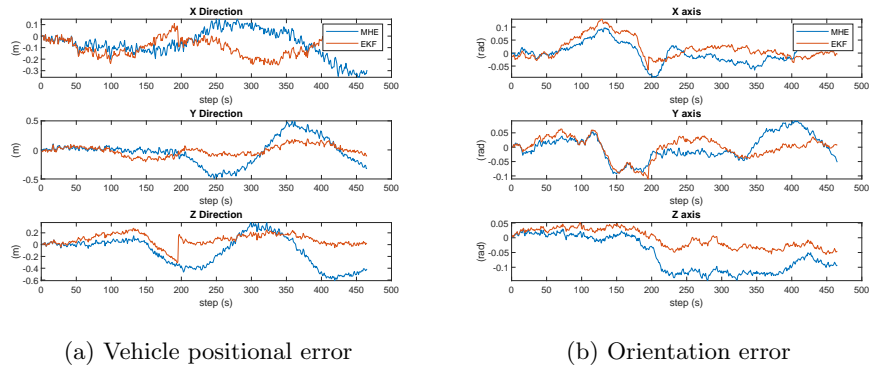 X Direction
0.1
0
-0.1
-0.2
-0.3
(m)
MHE
EKF
0 50 100 150 200 250 300 350 400 450 500
step (s)
Y Direction
0.5
0
-0.5
(m)
0 50 100 150 200 250 300 350 400 450 500
step (s)
Z Direction
0.2
0
-0.2
-0.4
-0.6
(m)
0 50 100 150 200 250 300 350 400 450 500
step (s)
(a) Vehicle positional error
X axis
0.1
0.05
0
-0.05
(rad)
MHE
EKF
0 50 100 150 200 250 300 350 400 450 500
step (s)
Y axis
0.05
0
-0.05
-0.1
(rad)
0 50 100 150 200 250 300 350 400 450 500
step (s)
Z axis
0.05
0
-0.05
-0.1
(rad)
0 50 100 150 200 250 300 350 400 450 500
step (s)
(b) Orientation error